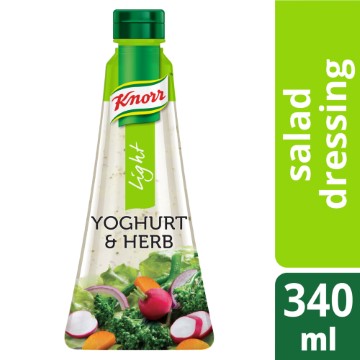 Knorr
Light
YOGHURT
& HERB
salad
dressing
340
ml